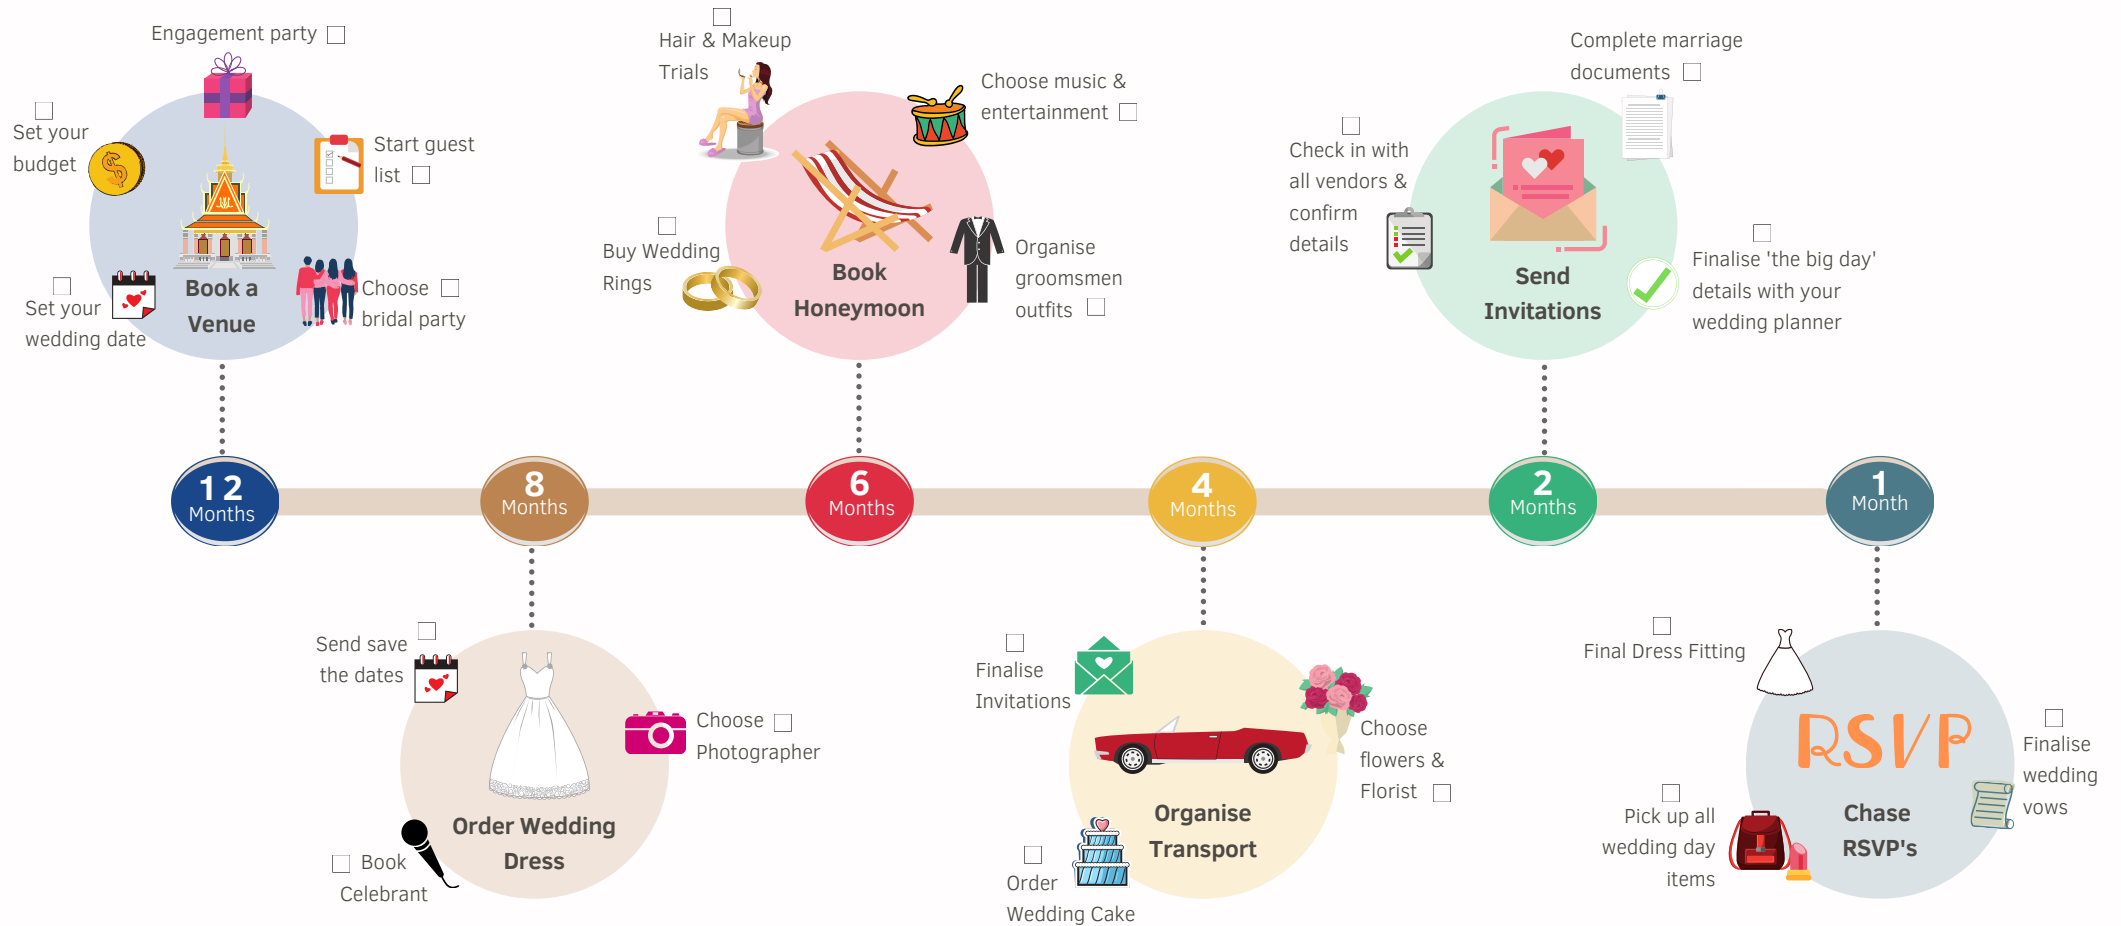 Engagement party
Set your
budget
Start guest
list
Set your
wedding date
Choose
bridal party
Book a
Venue
12
Months
Send save
the dates
Choose
Photographer
Book
Celebrant
Order Wedding
Dress
8
Months
Hair & Makeup
Trials
Choose music &
entertainment
Buy Wedding
Rings
Organise
groomsmen
outfits
Book
Honeymoon
6
Months
Finalise
Invitations
Choose
flowers &
Florist
Order
Wedding Cake
Organise
Transport
4
Months
Complete marriage
documents
Check in with
all vendors &
confirm
details
Finalise 'the big day'
details with your
wedding planner
Send
Invitations
2
Months
Final Dress Fitting
Finalise
wedding
vows
Pick up all
wedding day
items
RSVP
Chase
RSVP's
1
Month